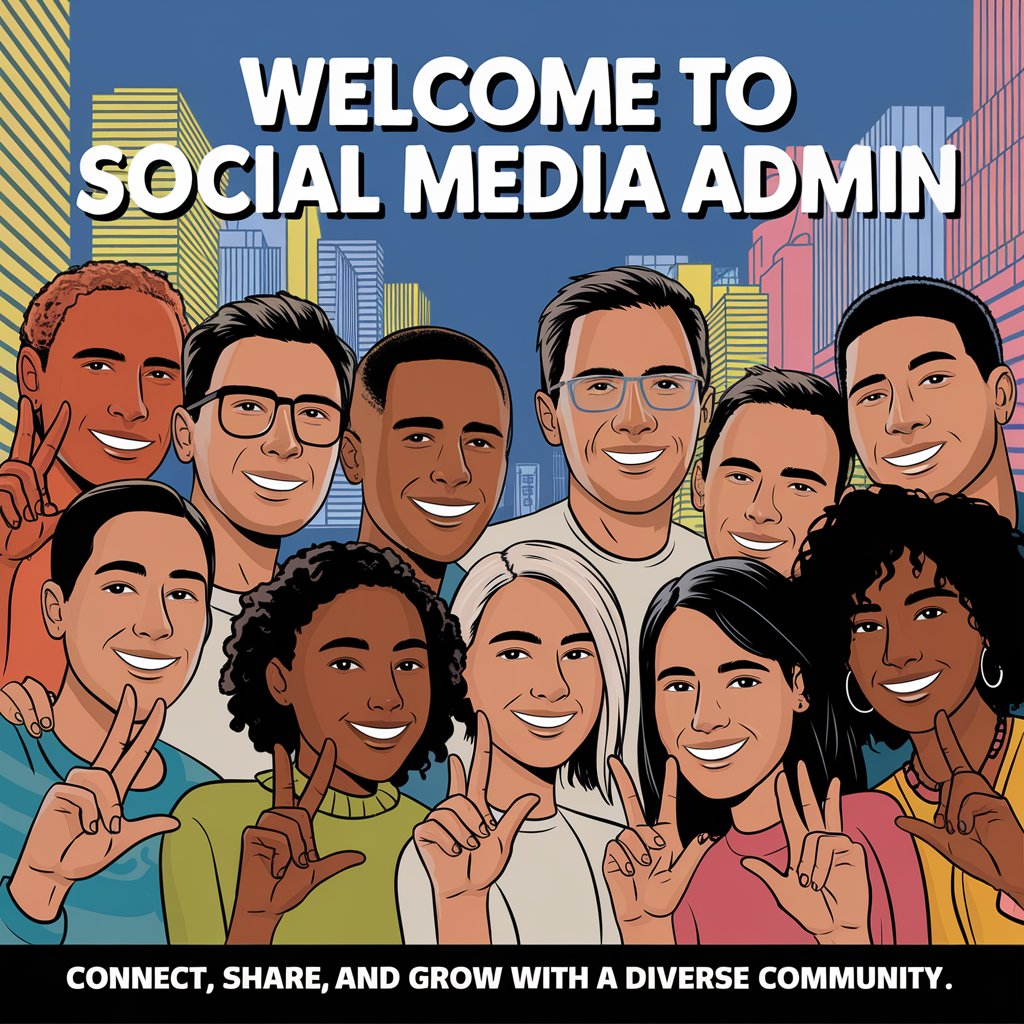 WELCOME TO
SOCIAL MEDIA ADMIN
CONNECT, SHARE, AND GROW WITH A DIVERSE COMMUNITY.